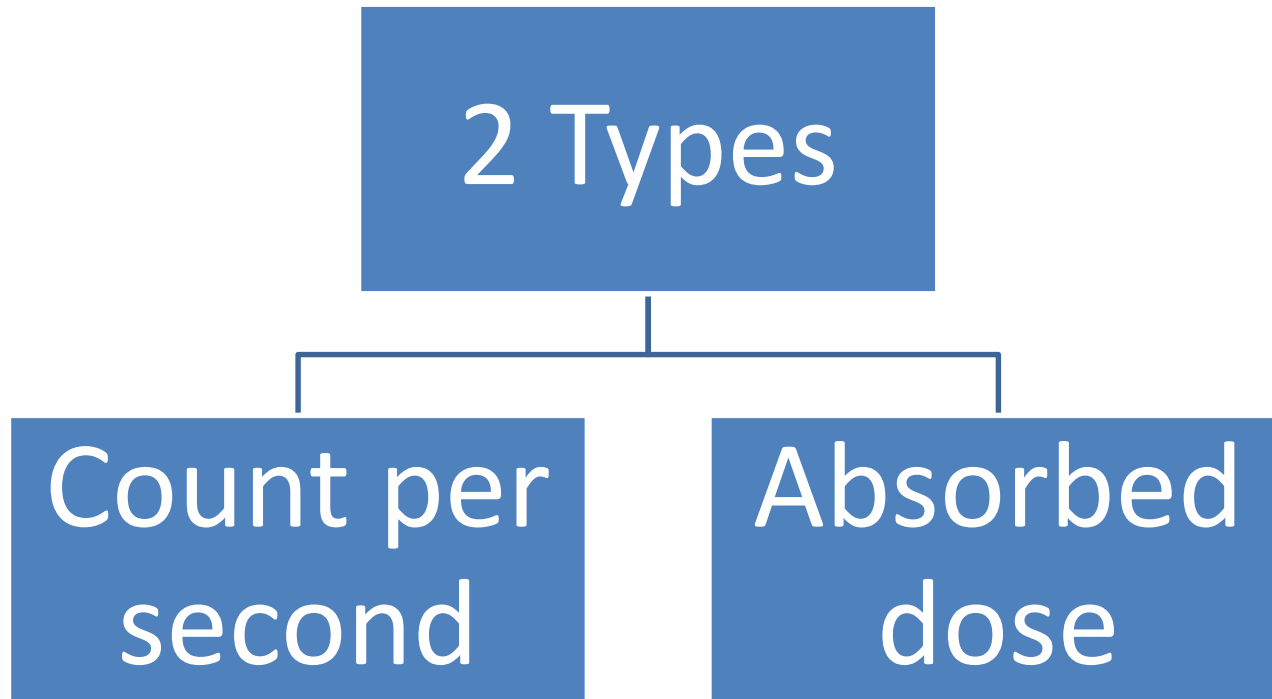 2 Types
Count per
second
Absorbed
dose